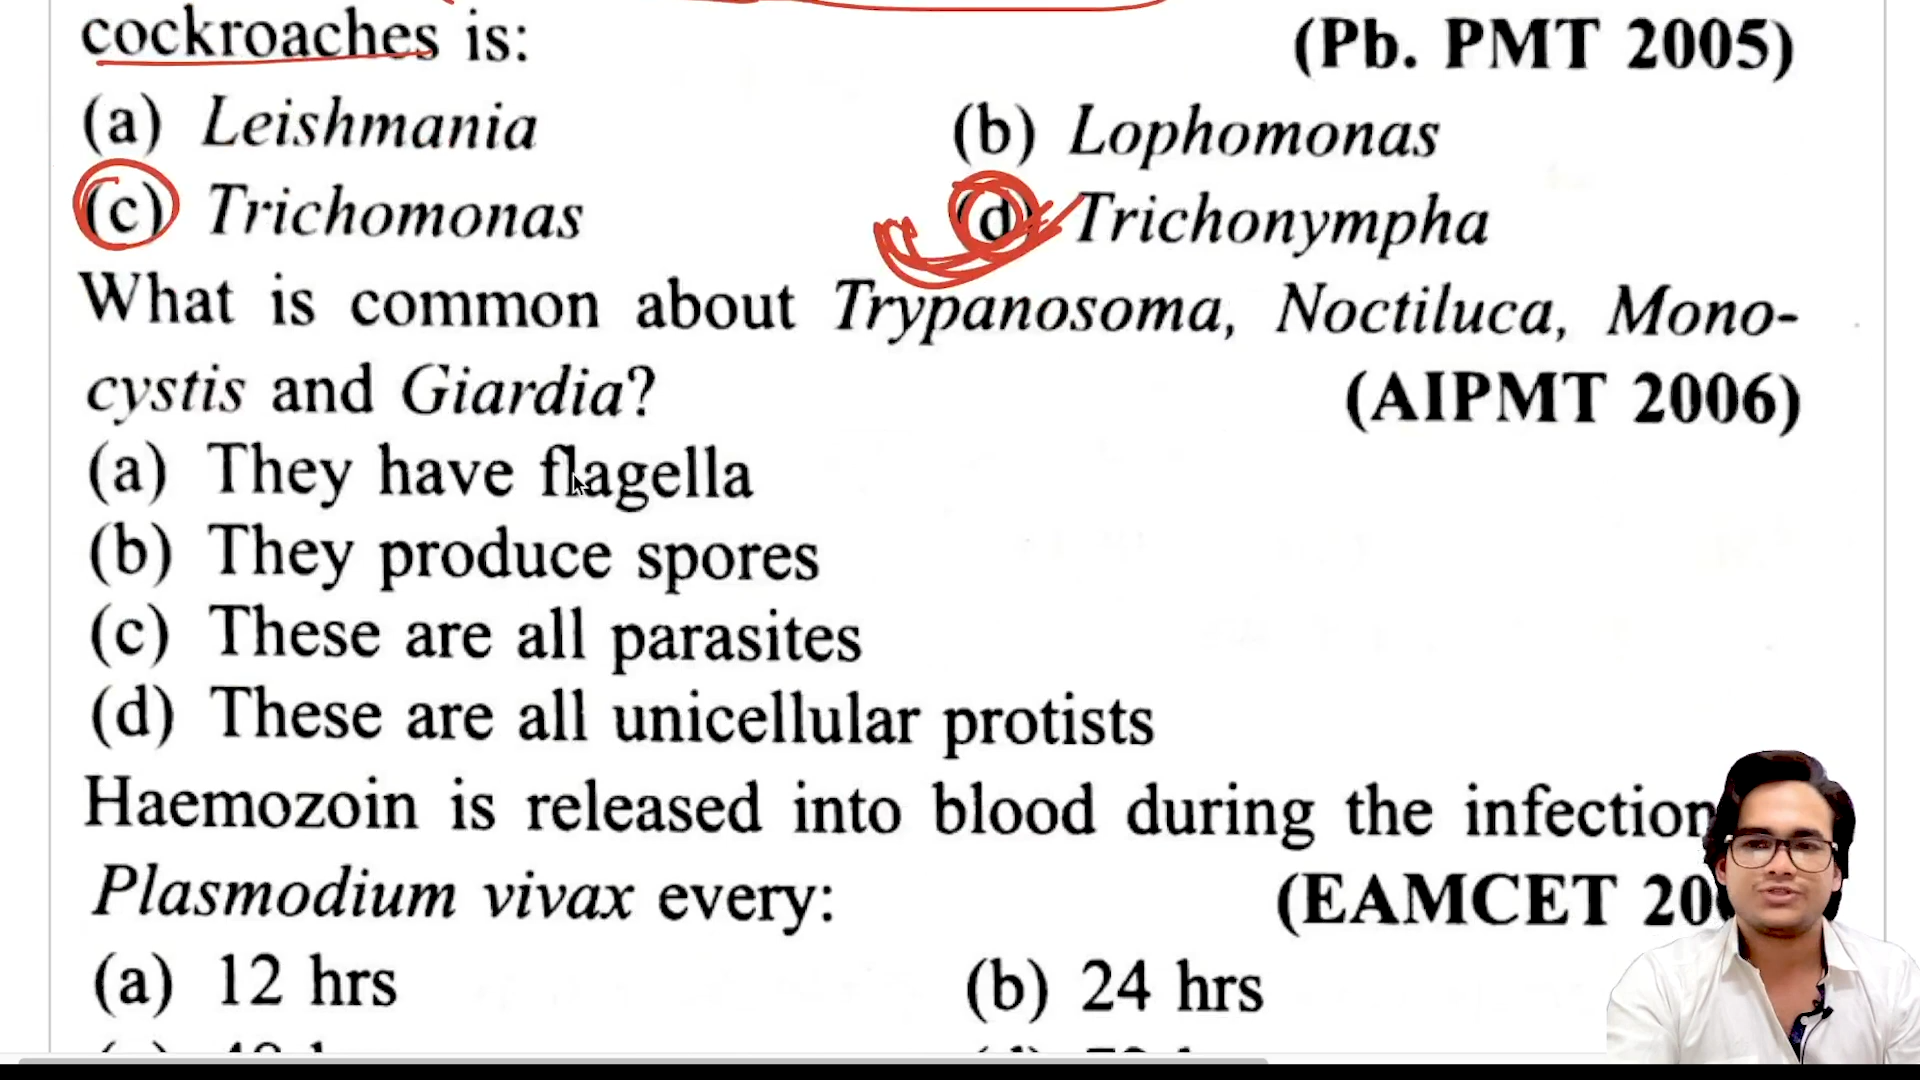 cockroaches is: (Pb. PMT 2005)
(a) Leishmania (b) Lophomonas
(c) Trichomonas (d) Trichonympha
What is common about Trypanosoma, Noctiluca, Mono-
cystis and Giardia? (AIPMT 2006)
(a) They have flagella
(b) They produce spores
(c) These are all parasites
(d) These are all unicellular protists
Haemozoin is released into blood during the infection
Plasmodium vivax every: (EAMCET 20
(a) 12 hrs (b) 24 hrs